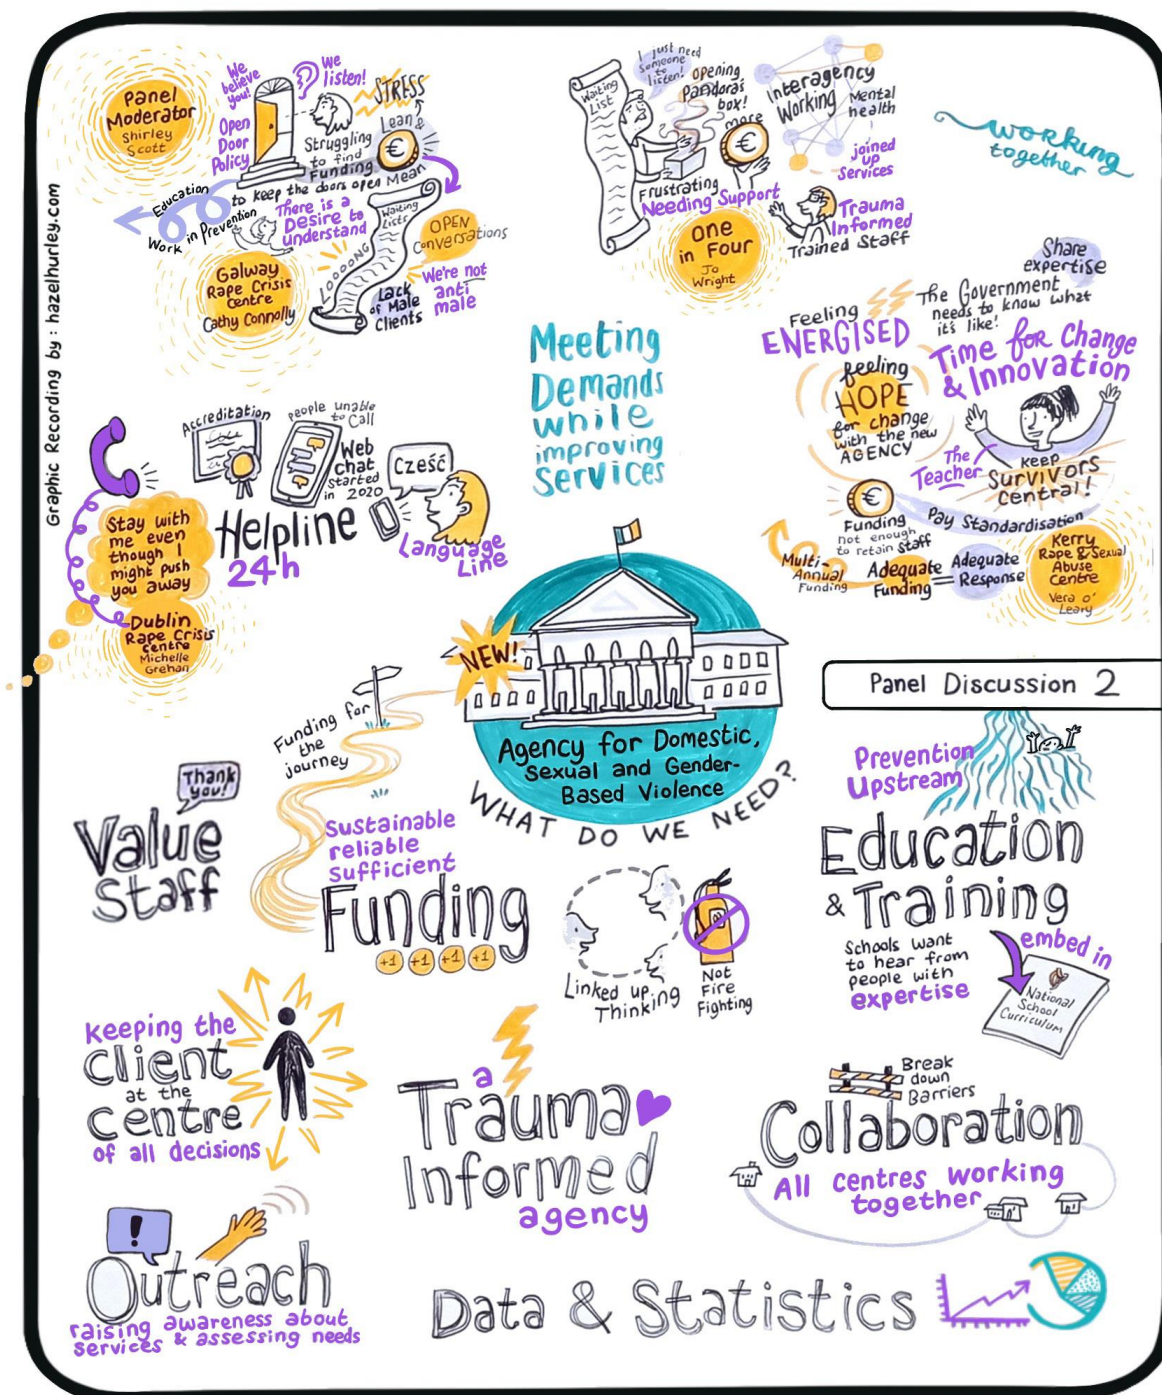 Graphic Recording by : hazelhurley.com
Panel
Moderator
Shirley
Scott
We
believe
you!
We
listen!
STRESS
Open
Door
Policy
Struggling
to find
Funding
to keep the doors open
Lean &
Mean
€
Education
Work in Prevention
There is a
Desire to
understand
Waiting
Lists
LOOONG
OPEN
Conversations
We're not
anti
male
Lack
of Male
Clients
Galway
Rape Crisis
Centre
Cathy Connolly
Waiting
List
I just need
someone
to
listen!
Opening
Pandoras
box!
more
€
Frustrating
Needing Support
Interagency
Working
Mental
health
joined
up
Services
Trauma
Informed
Trained Staff
One
in Four
Jo
Wright
working
together
Meeting
Demands
while
improving
Services
Share
expertise
The Government
needs to know what
it's like!
Feeling
ENERGISED
Time for Change
& Innovation
feeling
HOPE
for change
with the new
AGENCY
The
Teacher
Keep
Survivors
Central!
€
Funding
not enough
to retain staff
Pay Standardisation
Multi-
Annual
Funding
Adequate
Funding
=
Adequate
Response
Kerry
Rape & Sexual
Abuse
Centre
Vera O'
Leary
Accreditation
People unable
to Call
Web
chat
Started
in 2020
Cześć
Helpline
24h
Language
Line
Stay with
me even
though I
might push
you away
Dublin
Rape Crisis
Centre
Michelle
Grehan
NEW!
Agency for Domestic,
Sexual and Gender-
Based Violence
WHAT DO WE NEED?
Panel Discussion 2
Funding for
the
journey
Thank
you!
Value
Staff
Sustainable
reliable
Sufficient
Funding
+1 +1 +1 +1
Linked up
Thinking
Not
Fire
Fighting
Prevention
Upstream
Education
& Training
Schools want
to hear from
people with
expertise
embed in
National
School
Curriculum
Keeping the
Client
at the
Centre
of all decisions
a
Trauma
Informed
agency
Break
down
Barriers
Collaboration
All Centres working
together
!
Outreach
raising awareness about
services & assessing needs
Data & Statistics